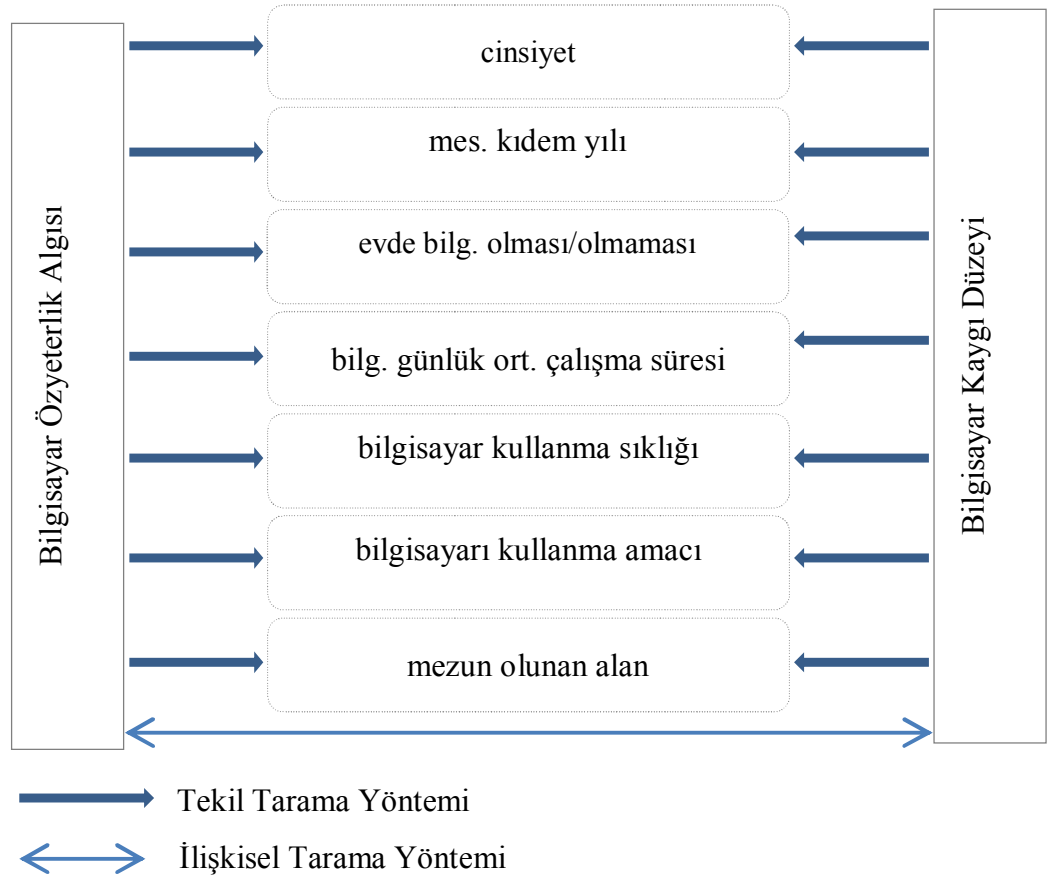 Bilgisayar Özyeterlik Algısı
cinsiyet
mes. kıdem yılı
evde bilg. olması/olmaması
bilg. günlük ort. çalışma süresi
bilgisayar kullanma sıklığı
bilgisayarı kullanma amacı
mezun olunan alan
Bilgisayar Kaygı Düzeyi
Tekil Tarama Yöntemi
İlişkisel Tarama Yöntemi